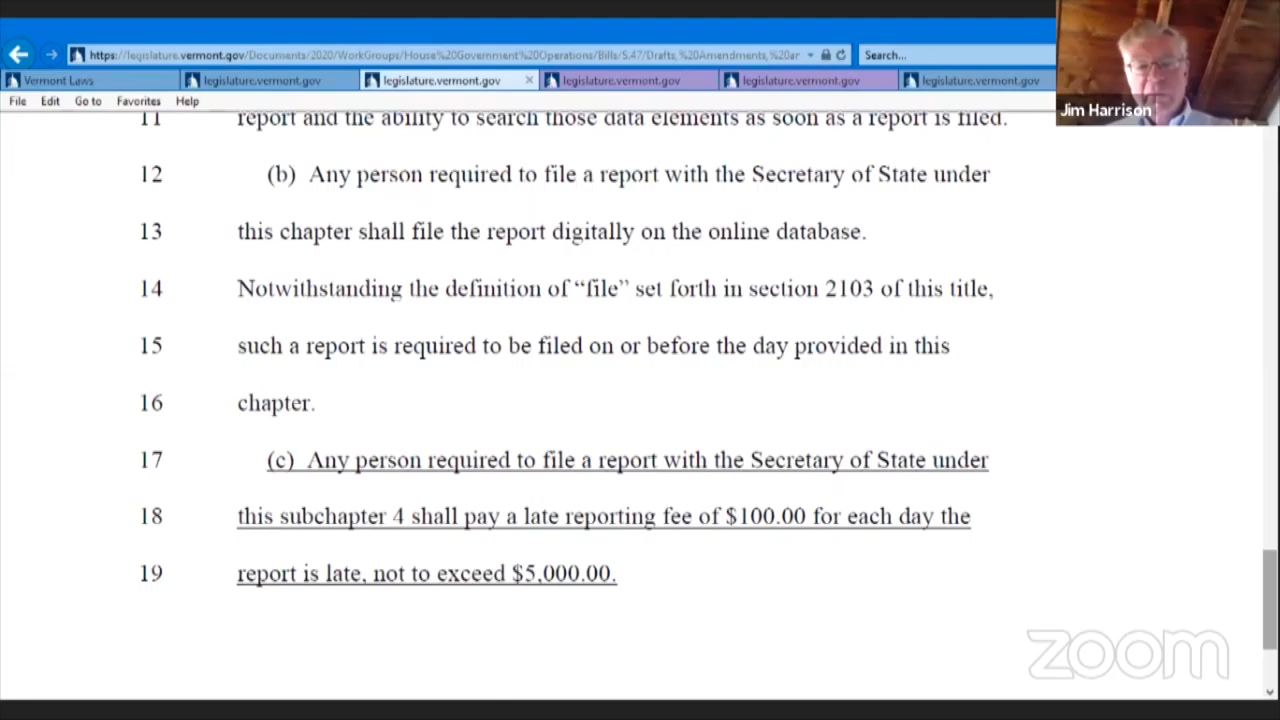 https://legislature.vermont.gov/Documents/2020/WorkGroups/House%20Government%20Operations/Bills/S.47/Drafts,%20Amendments,%20ar
Search...
Vermont Laws
legislature.vermont.gov
legislature.vermont.gov
legislature.vermont.gov
legislature.vermont.gov
legislature.vermont.gov
File Edit Go to Favorites Help
Jim Harrison
11 report and the ability to search those data elements as soon as a report is filed.
12 (b) Any person required to file a report with the Secretary of State under
13 this chapter shall file the report digitally on the online database.
14 Notwithstanding the definition of “file” set forth in section 2103 of this title,
15 such a report is required to be filed on or before the day provided in this
16 chapter.
17 (c) Any person required to file a report with the Secretary of State under
18 this subchapter 4 shall pay a late reporting fee of $100.00 for each day the
19 report is late, not to exceed $5,000.00.
zoom